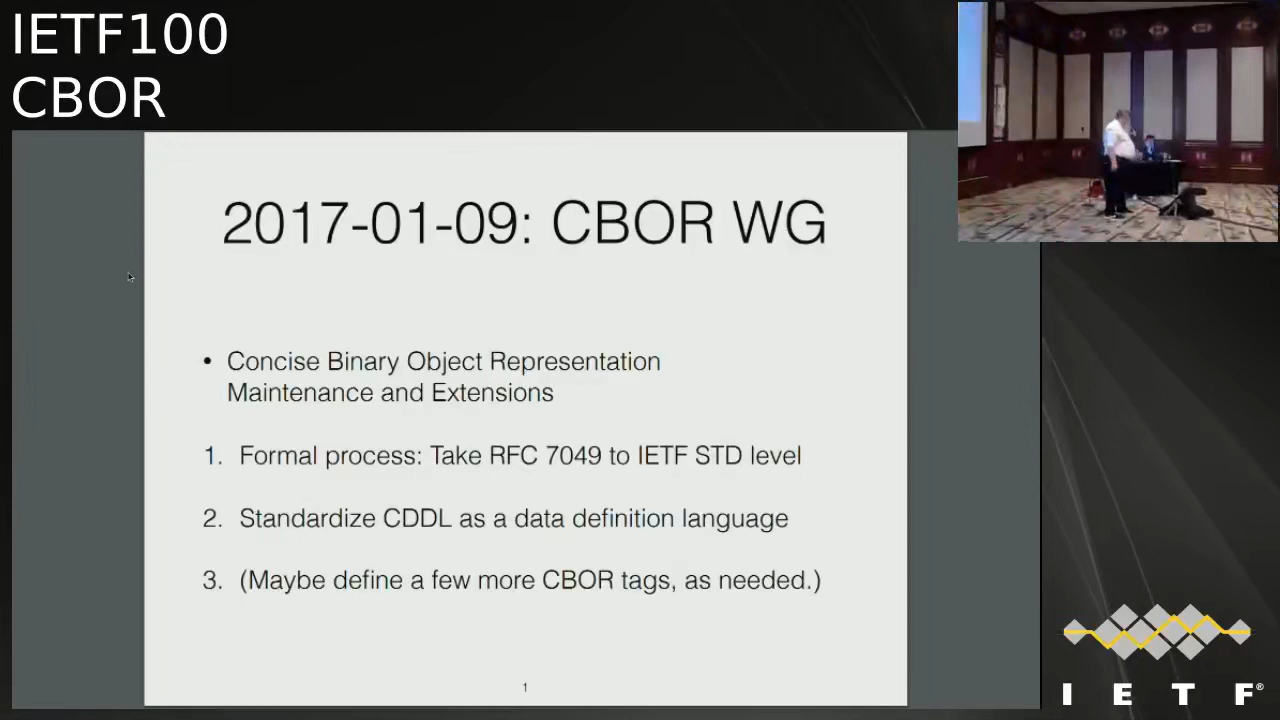 IETF100
CBOR
2017-01-09: CBOR WG
• Concise Binary Object Representation
Maintenance and Extensions
1. Formal process: Take RFC 7049 to IETF STD level
2. Standardize CDDL as a data definition language
3. (Maybe define a few more CBOR tags, as needed.)
1
I E T F®